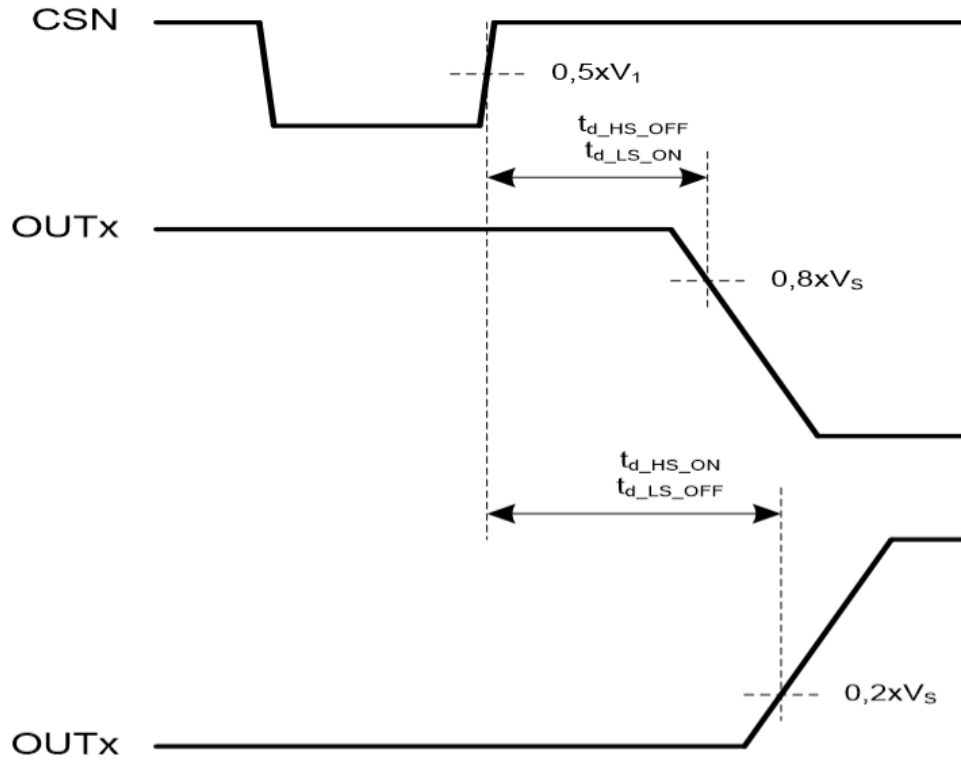 CSN
0,5xV1
td_HS_OFF
td_LS_ON
OUTx
0,8xVS
td_HS_ON
td_LS_OFF
0,2xVS
OUTx